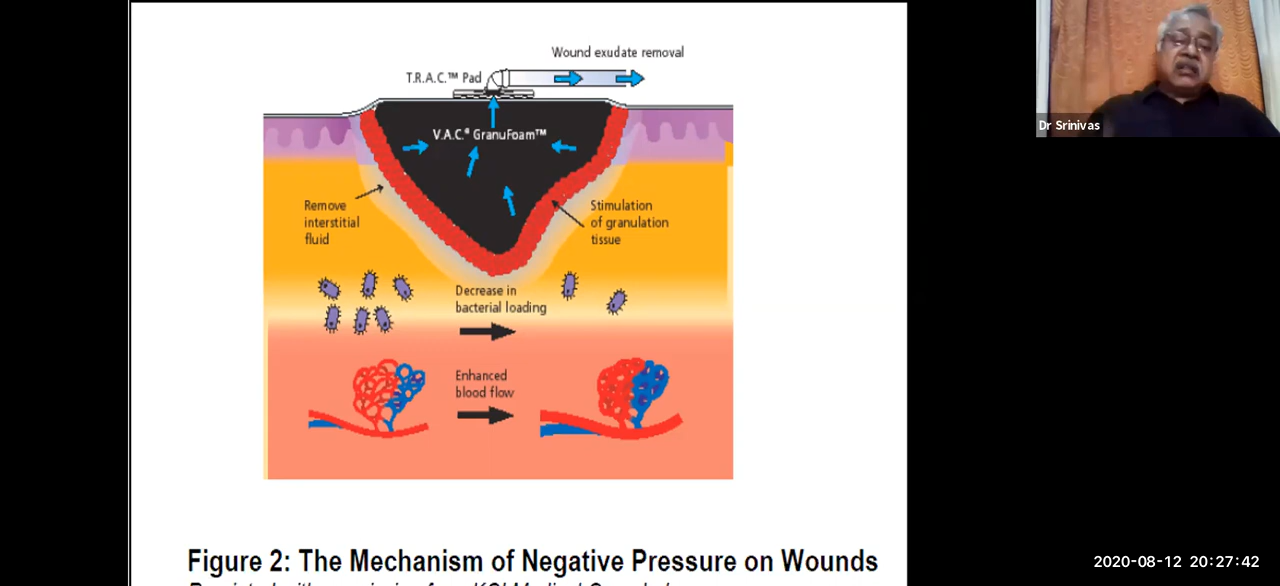 Wound exudate removal
T.R.A.C.™ Pad
V.A.C.® GranuFoam™
Remove
interstitial
fluid
Stimulation
of granulation
tissue
Decrease in
bacterial loading
Enhanced
blood flow
Figure 2: The Mechanism of Negative Pressure on Wounds
Dr Srinivas
2020-08-12 20:27:42